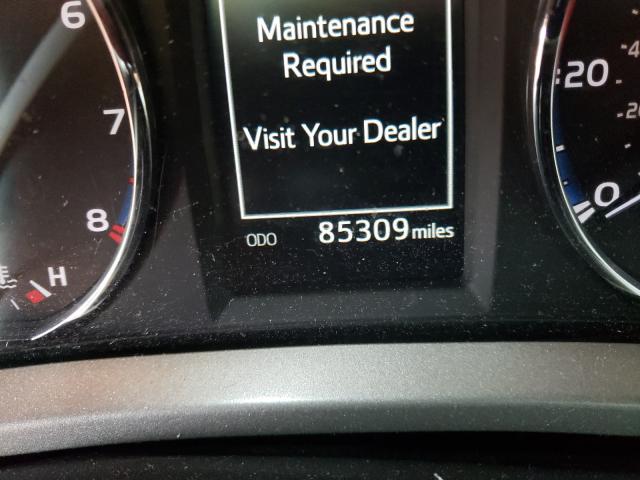 6
7
8
H
Maintenance
Required
Visit Your Dealer
ODO 85309 miles
20
0